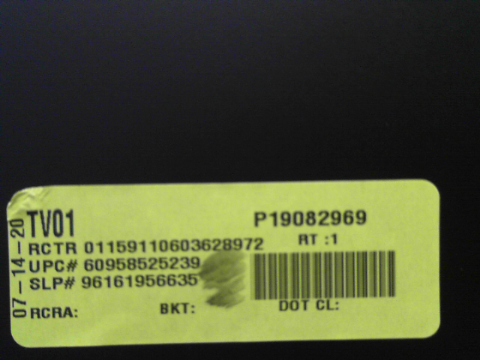 TV01
P19082969
RCTR 01159110603628972
RT :1
UPC# 60958525239
SLP# 96161956635
RCRA:
BKT:
DOT CL:
07-14-20